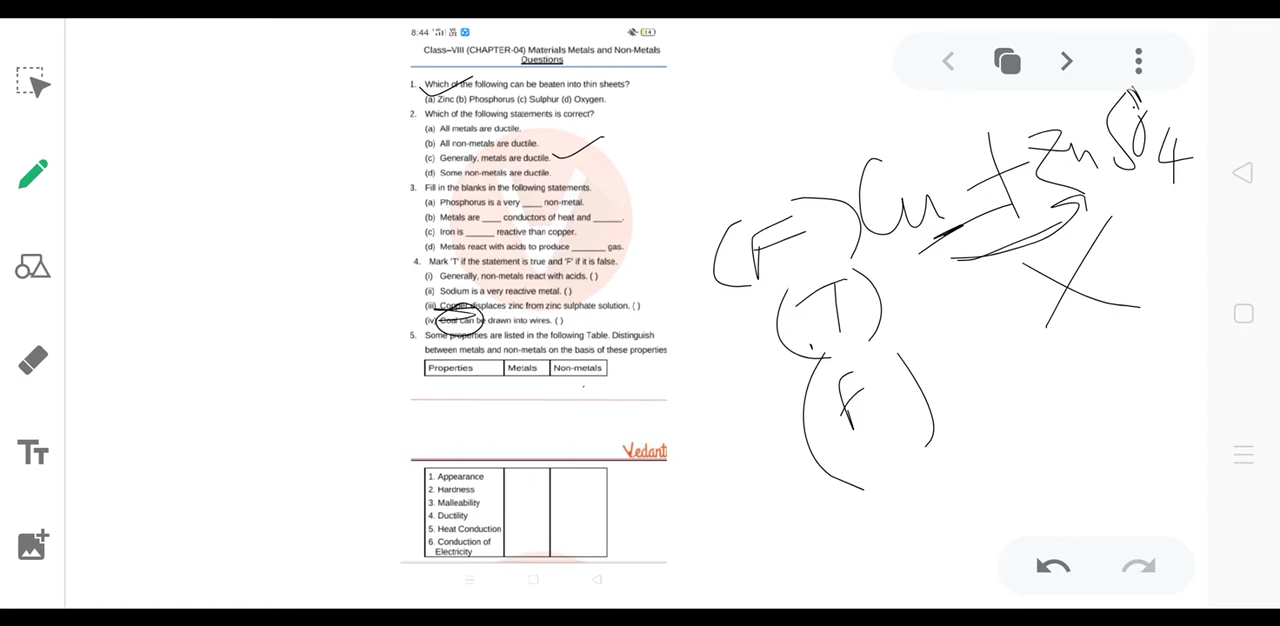 8:44
Class–VIII (CHAPTER-04) Materials Metals and Non-Metals
Questions
1. Which of the following can be beaten into thin sheets?
(a) Zinc (b) Phosphorus (c) Sulphur (d) Oxygen.
2. Which of the following statements is correct?
(a) All metals are ductile.
(b) All non-metals are ductile.
(c) Generally, metals are ductile.
(d) Some non-metals are ductile.
3. Fill in the blanks in the following statements.
(a) Phosphorus is a very ____ non-metal.
(b) Metals are ____ conductors of heat and ______.
(c) Iron is ______ reactive than copper.
(d) Metals react with acids to produce _______ gas.
4. Mark 'T' if the statement is true and 'F' if it is false.
(i) Generally, non-metals react with acids. ( )
(ii) Sodium is a very reactive metal. ( )
(iii) Copper displaces zinc from zinc sulphate solution. ( )
(iv) Coal can be drawn into wires. ( )
5. Some properties are listed in the following Table. Distinguish
between metals and non-metals on the basis of these properties
Properties Metals Non-metals
Vedant
1. Appearance
2. Hardness
3. Malleability
4. Ductility
5. Heat Conduction
6. Conduction of
Electricity
(F) Cu + ZnSO4
(T) X
(F)
TT